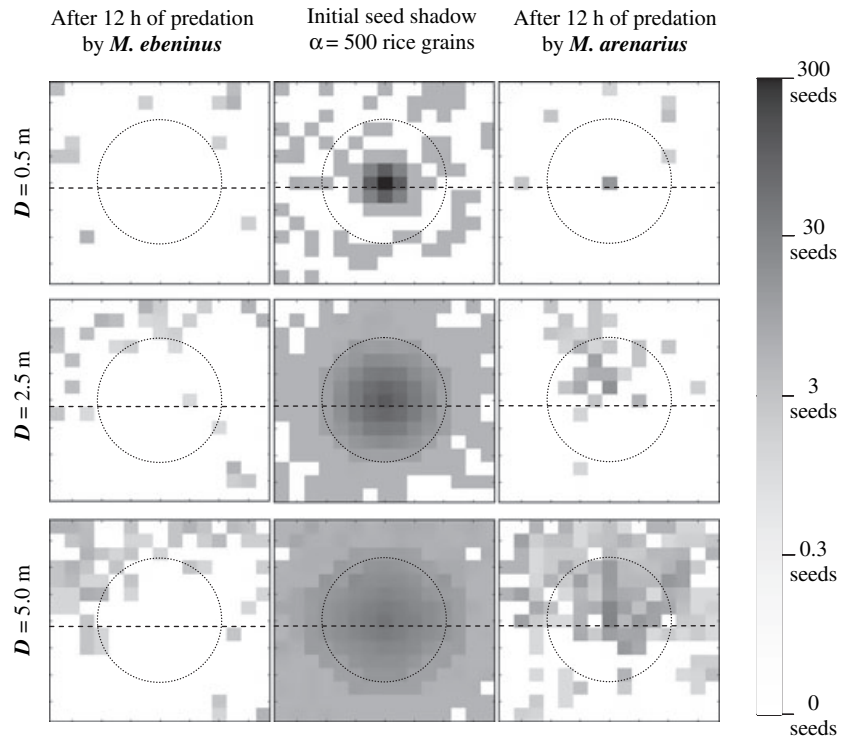 After 12 h of predation
by M. ebeninus
Initial seed shadow
α = 500 rice grains
After 12 h of predation
by M. arenarius
D = 0.5 m
D = 2.5 m
D = 5.0 m
300
seeds
30
seeds
3
seeds
0.3
seeds
0
seeds